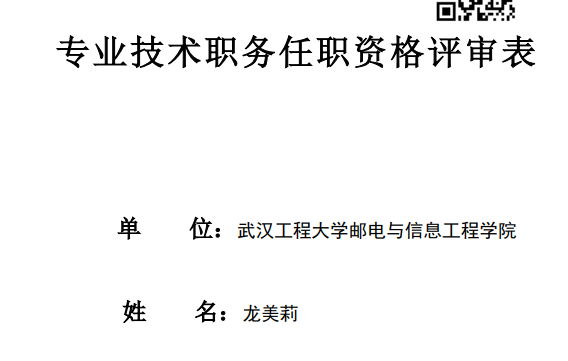 专业技术职务任职资格评审表
单 位：武汉工程大学邮电与信息工程学院
姓 名：龙美莉